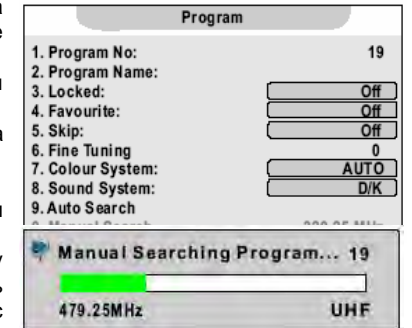 Program
1. Program No: 19
2. Program Name:
3. Locked: Off
4. Favourite: Off
5. Skip: Off
6. Fine Tuning 0
7. Colour System: AUTO
8. Sound System: D/K
9. Auto Search
Manual Searching Program... 19
479.25MHz UHF